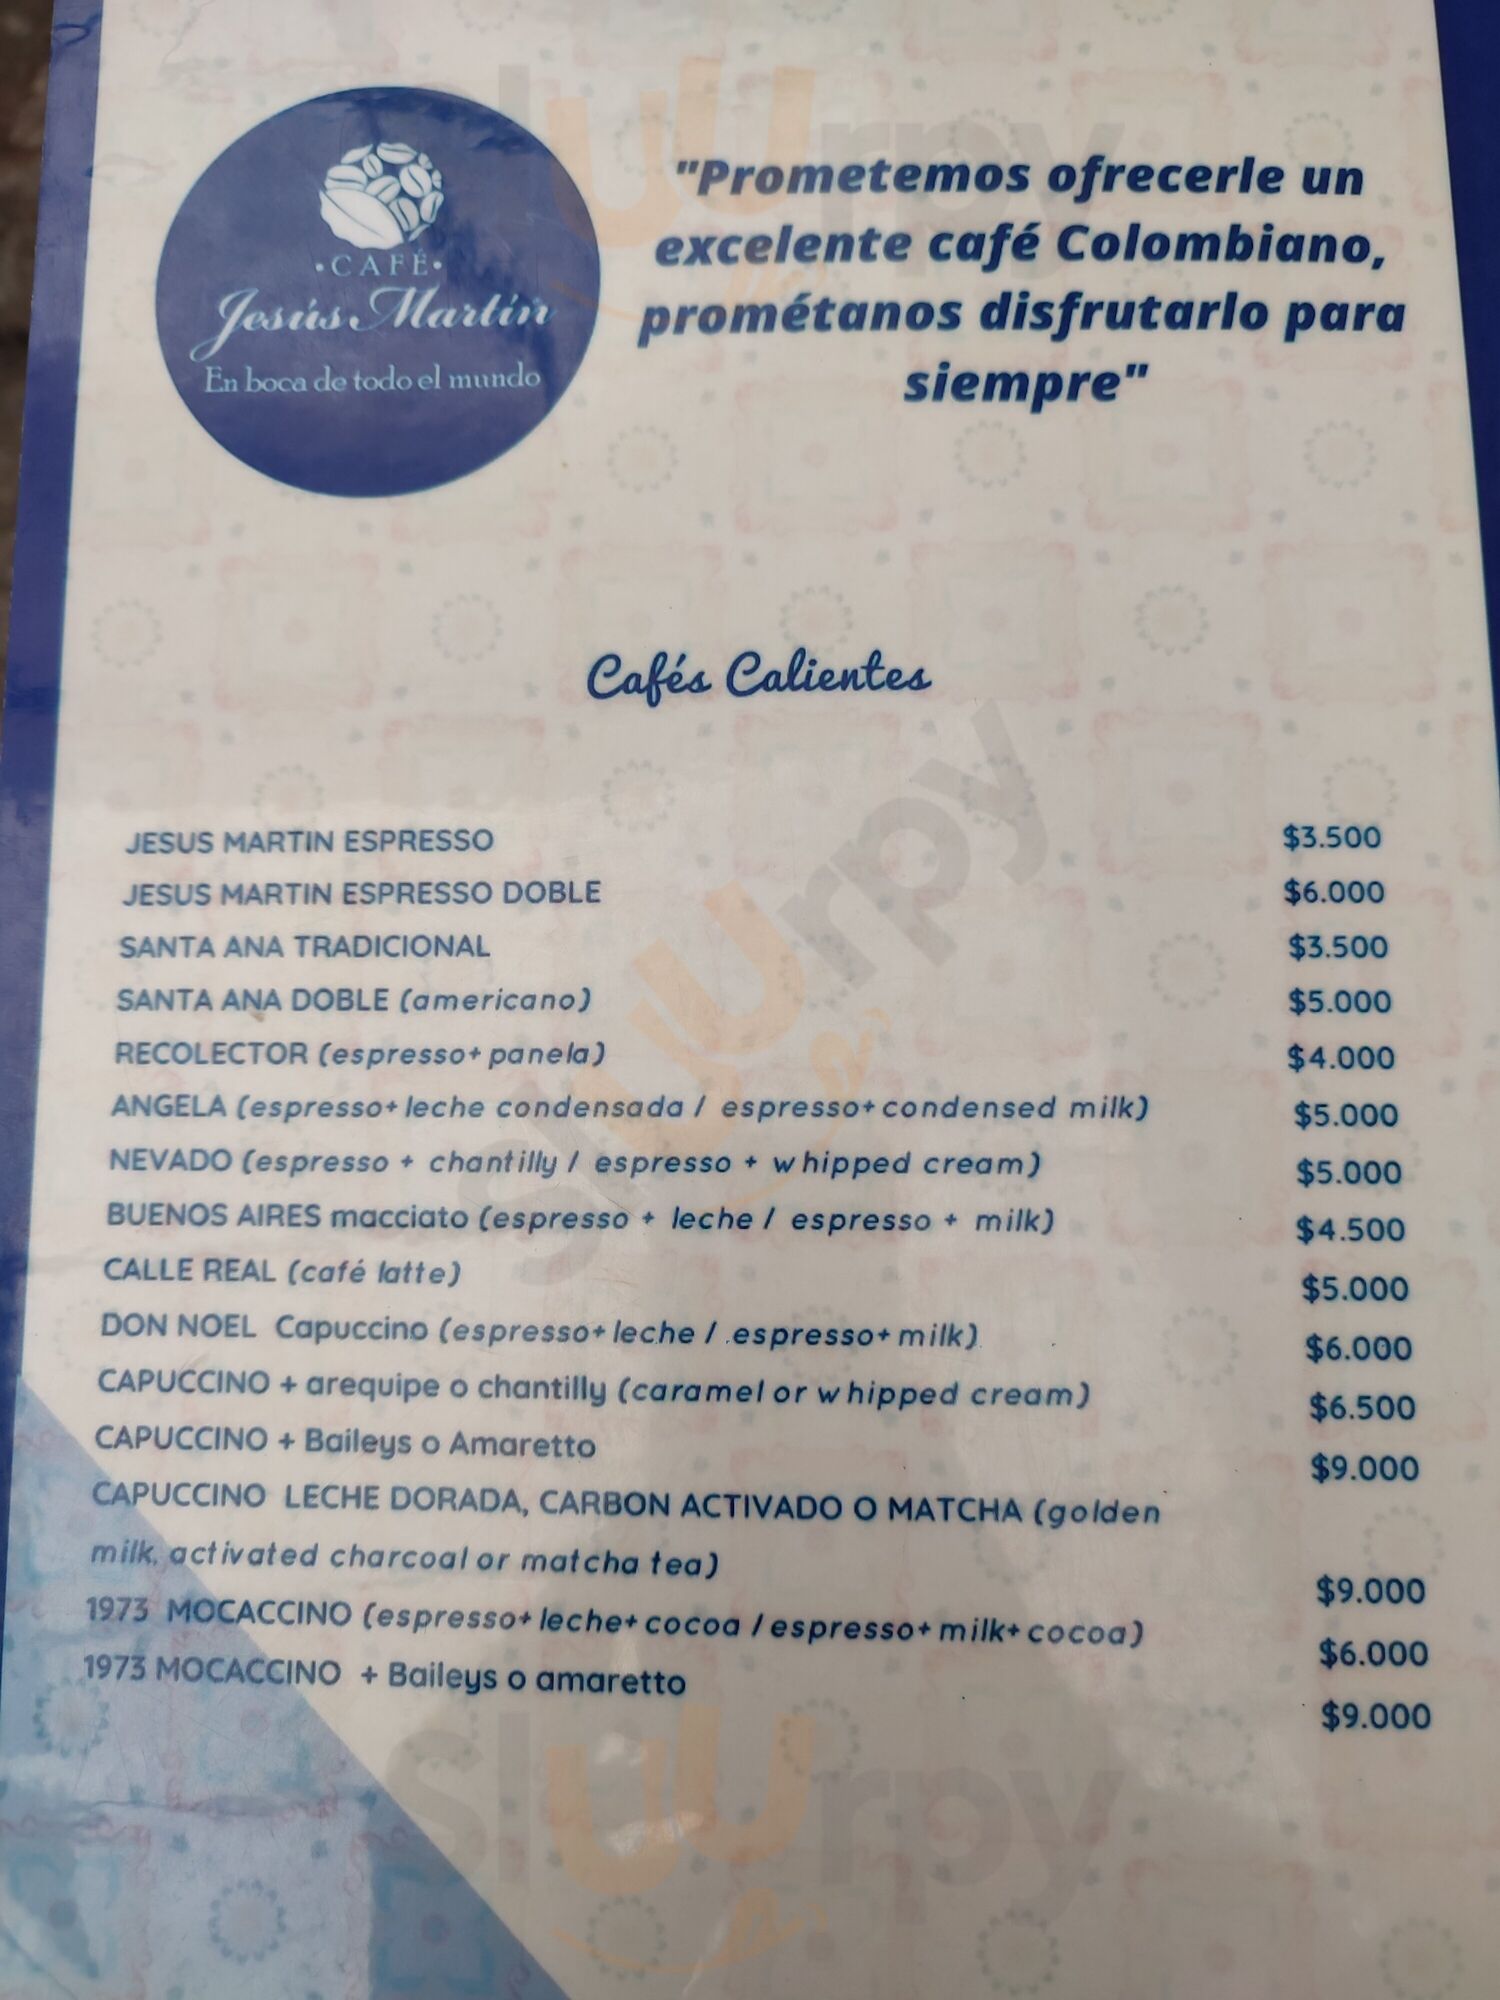 ·CAFÉ·
Jesús Martín
En boca de todo el mundo
"Prometemos ofrecerle un
excelente café Colombiano,
prométanos disfrutarlo para
siempre"
Cafés Calientes
JESUS MARTIN ESPRESSO $3.500
JESUS MARTIN ESPRESSO DOBLE $6.000
SANTA ANA TRADICIONAL $3.500
SANTA ANA DOBLE (americano) $5.000
RECOLECTOR (espresso+ panela) $4.000
ANGELA (espresso+ leche condensada / espresso+ condensed milk) $5.000
NEVADO (espresso + chantilly / espresso + whipped cream) $5.000
BUENOS AIRES macciato (espresso + leche / espresso + milk) $4.500
CALLE REAL (café latte) $5.000
DON NOEL Capuccino (espresso+ leche / .espresso+ milk) $6.000
CAPUCCINO + arequipe o chantilly (caramel or whipped cream) $6.500
CAPUCCINO + Baileys o Amaretto $9.000
CAPUCCINO LECHE DORADA, CARBON ACTIVADO O MATCHA (golden
milk, activated charcoal or matcha tea) $9.000
1973 MOCACCINO (espresso+ leche+ cocoa / espresso+ milk+ cocoa) $6.000
1973 MOCACCINO + Baileys o amaretto $9.000
sluurpy
sluurpy
sluurpy